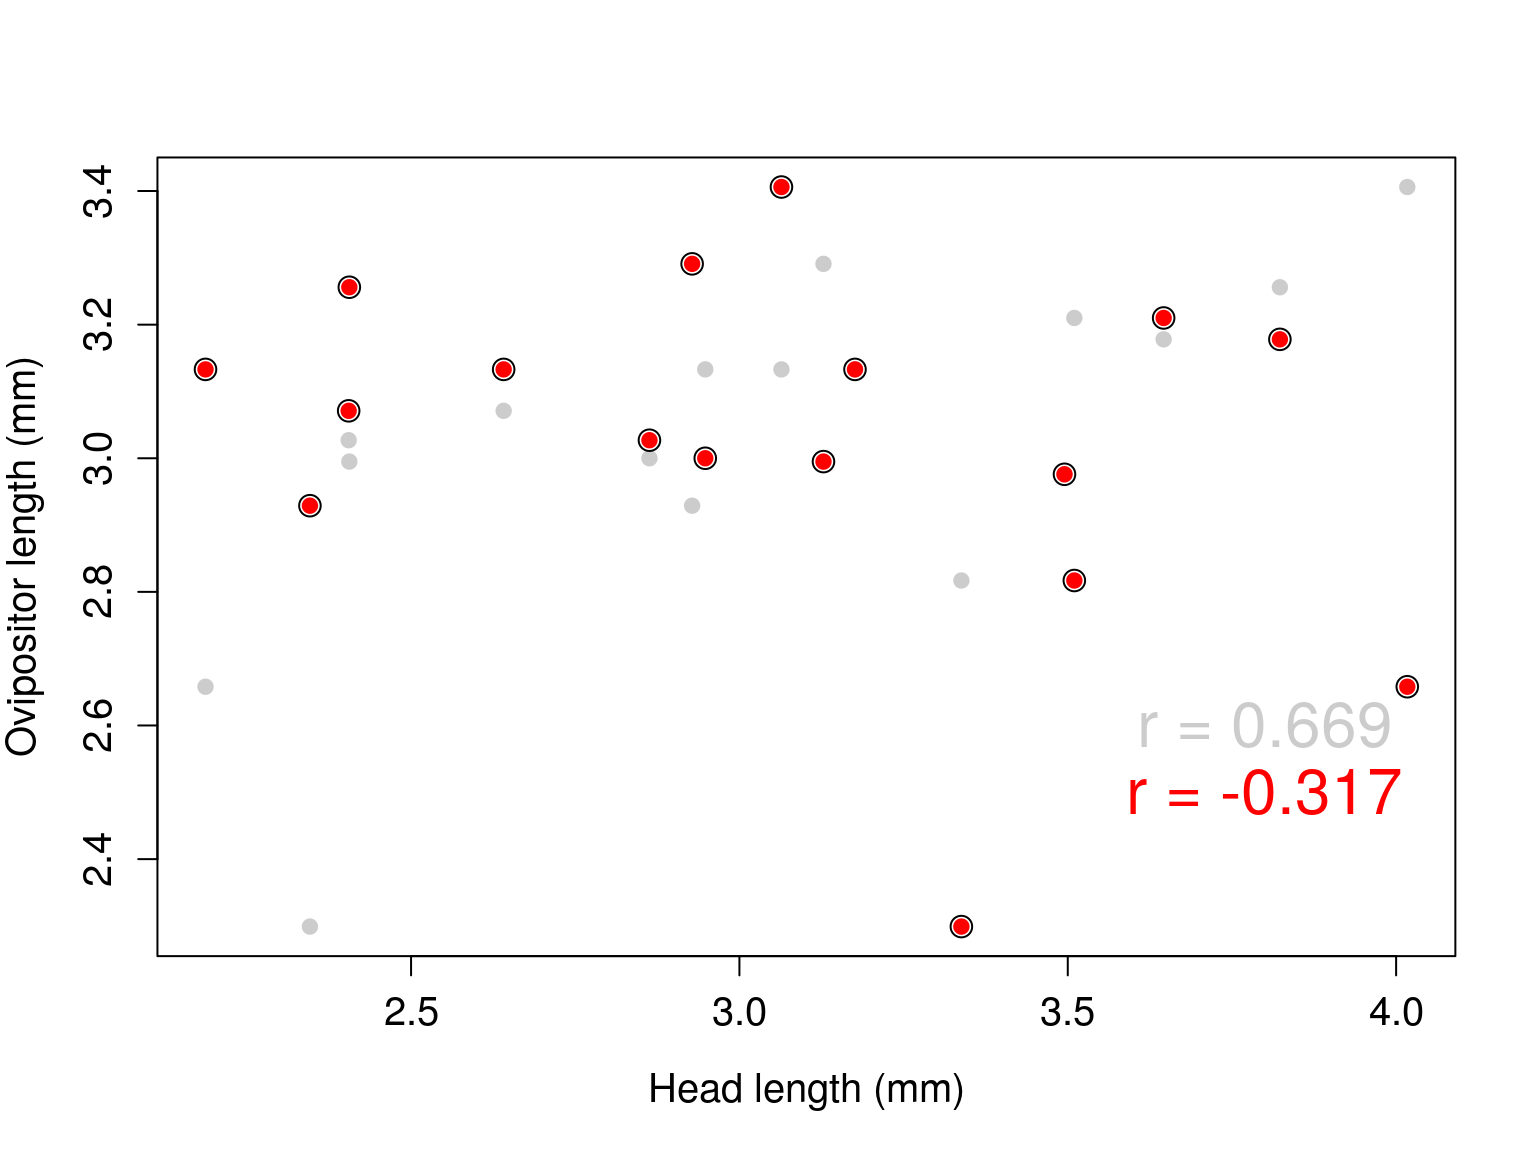 3.4
3.2
3.0
2.8
2.6
2.4
Ovipositor length (mm)
r = 0.669
r = -0.317
2.5 3.0 3.5 4.0
Head length (mm)